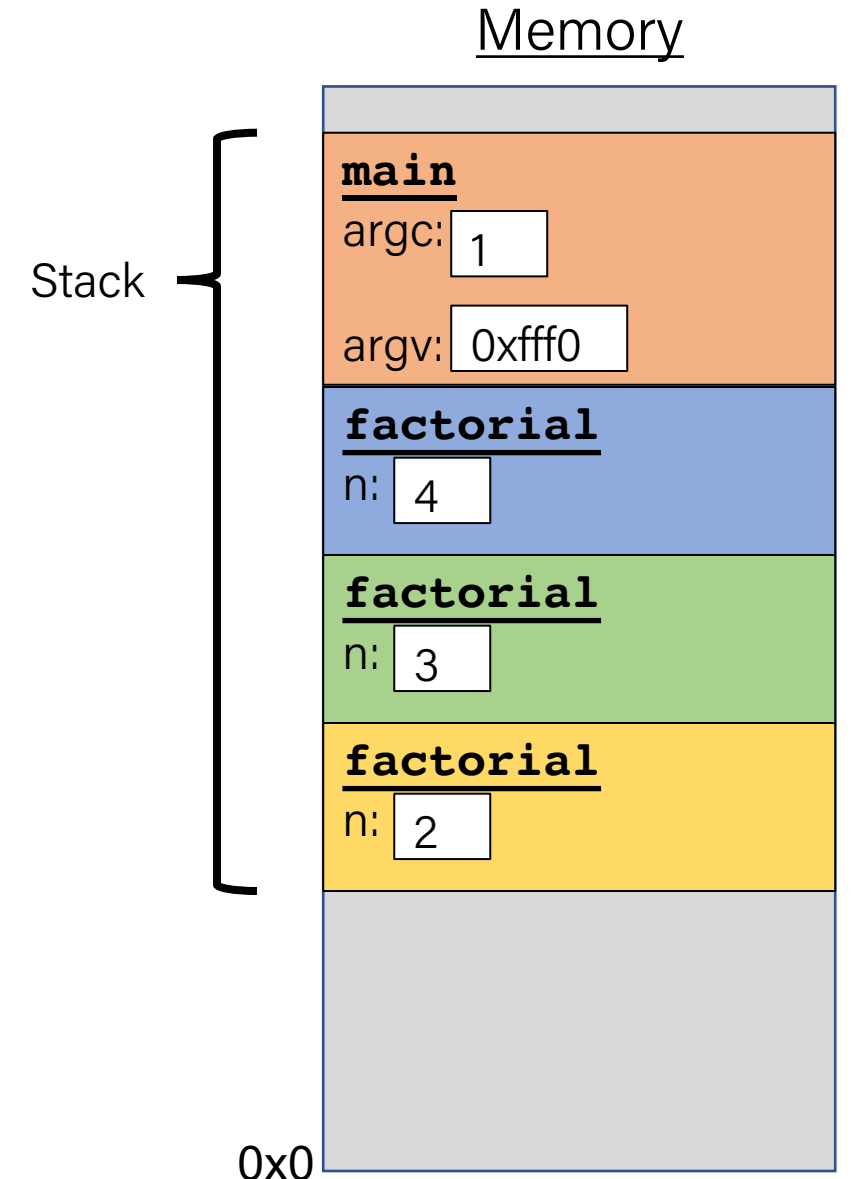 Memory
main
argc: 1
Stack
argv: 0xfff0
factorial
n: 4
factorial
n: 3
factorial
n: 2
0x0